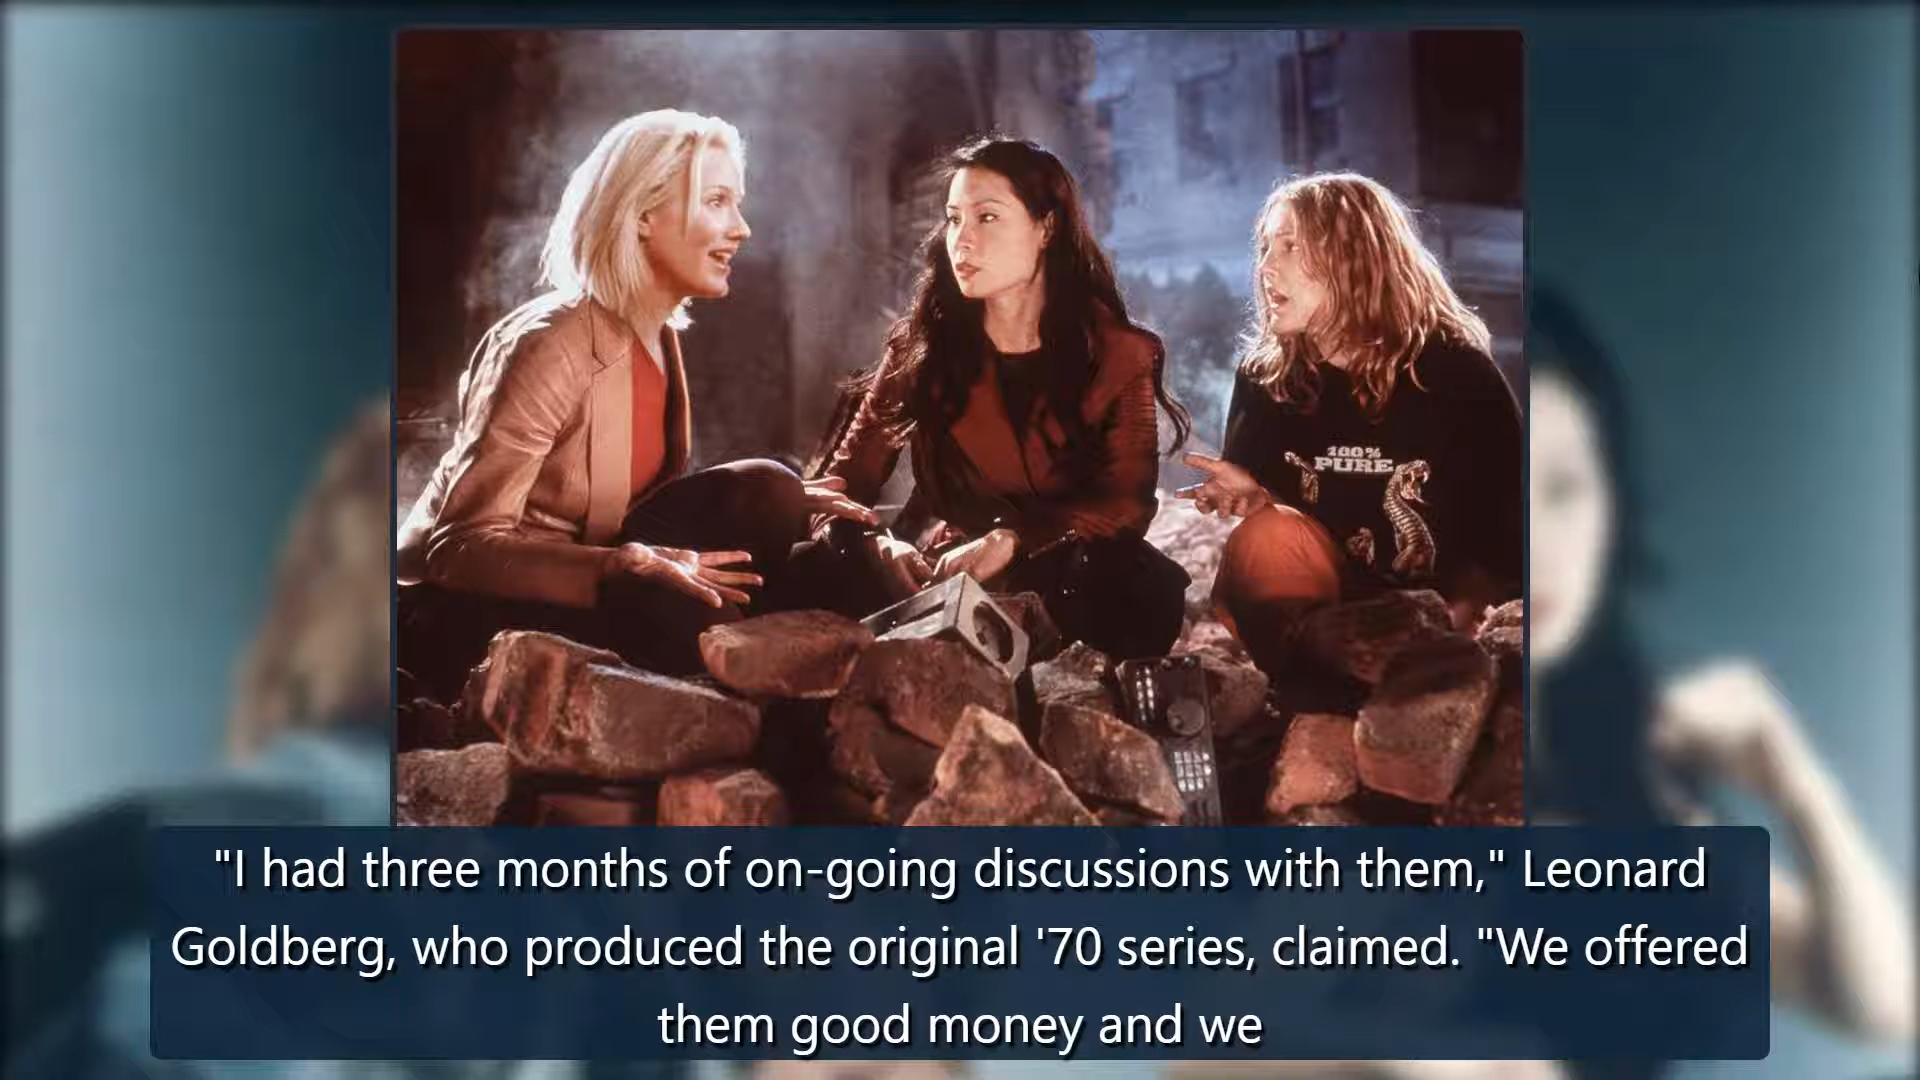 100%
PURE
"I had three months of on-going discussions with them," Leonard
Goldberg, who produced the original '70 series, claimed. "We offered
them good money and we